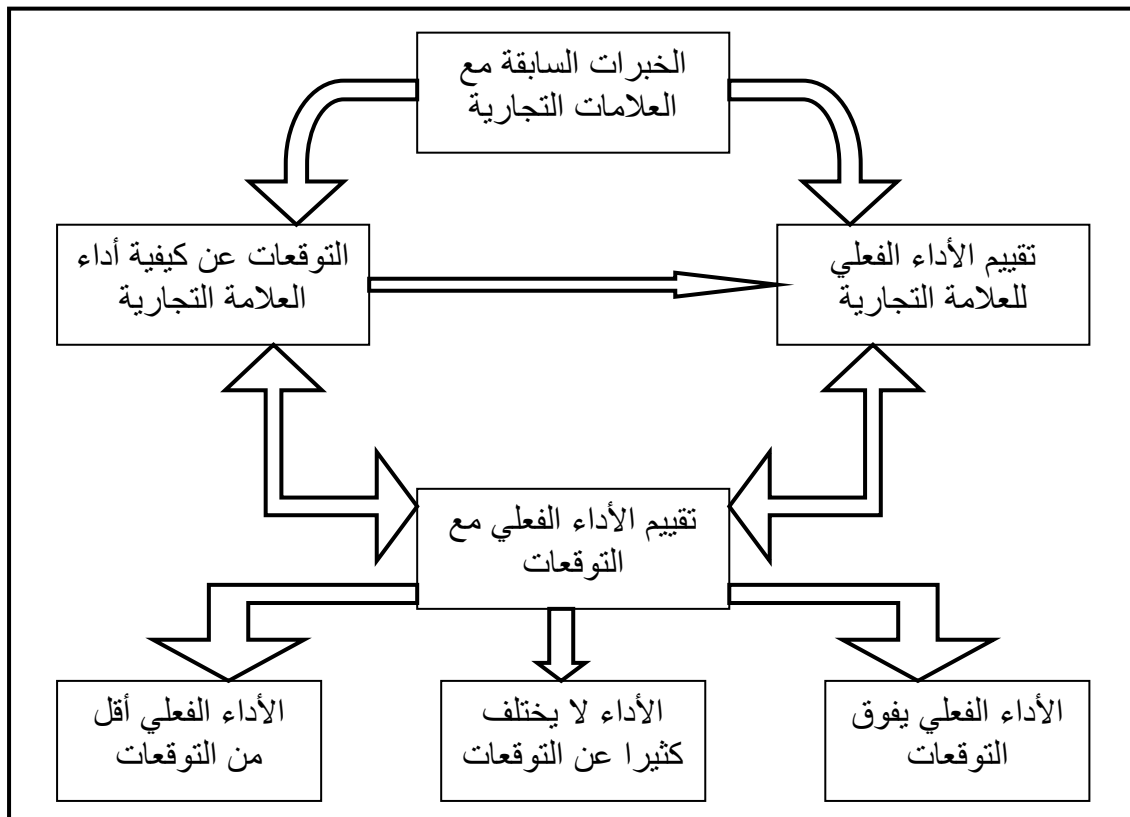 الخبرات السابقة مع
العلامات التجارية
تقييم الأداء الفعلي
للعلامة التجارية
التوقعات عن كيفية أداء
العلامة التجارية
تقييم الأداء الفعلي مع
التوقعات
الأداء الفعلي يفوق
التوقعات
الأداء لا يختلف
كثيرا عن التوقعات
الأداء الفعلي أقل
من التوقعات